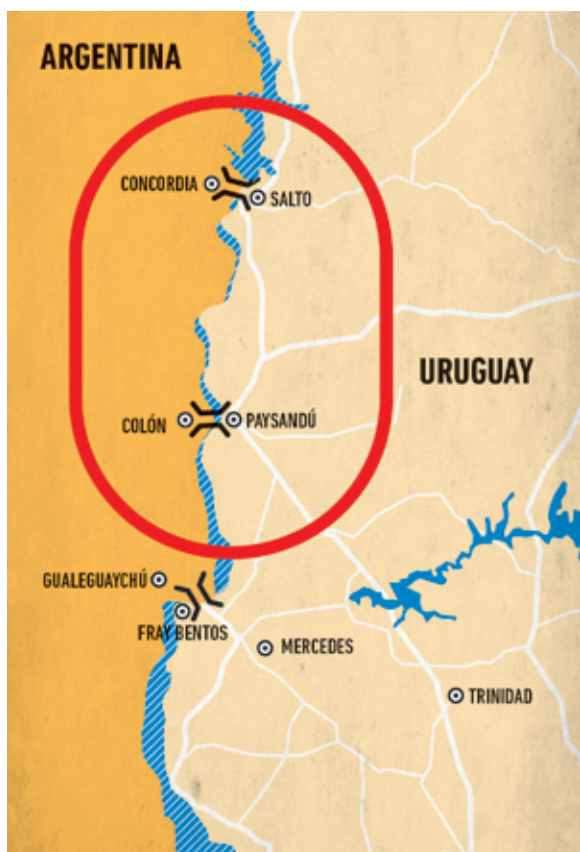 ARGENTINA
CONCORDIA
SALTO
URUGUAY
COLÓN
PAYSANDÚ
GUALEGUAYCHÚ
FRAY BENTOS
MERCEDES
TRINIDAD